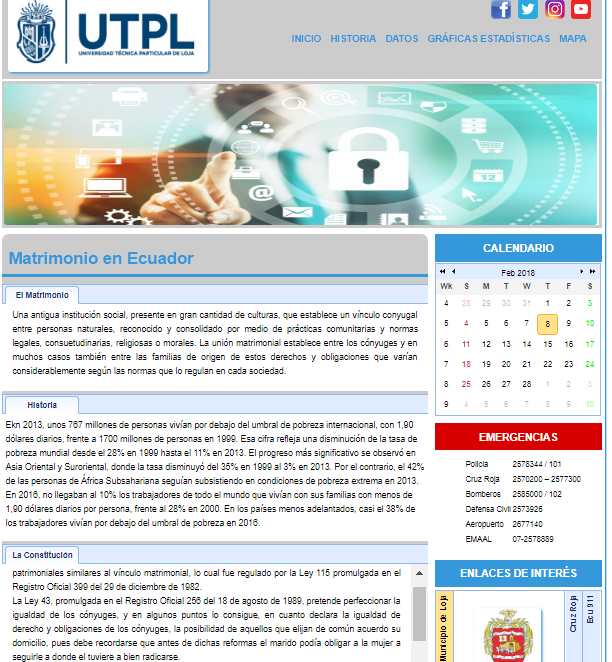 UTPL
UNIVERSIDAD TÉCNICA PARTICULAR DE LOJA
INICIO HISTORIA DATOS GRÁFICAS ESTADÍSTICAS MAPA
Matrimonio en Ecuador
El Matrimonio
Una antigua institución social, presente en gran cantidad de culturas, que establece un vínculo conyugal
entre personas naturales, reconocido y consolidado por medio de prácticas comunitarias y normas
legales, consuetudinarias, religiosas o morales. La unión matrimonial establece entre los cónyuges y en
muchos casos también entre las familias de origen de estos derechos y obligaciones que varían
considerablemente según las normas que lo regulan en cada sociedad.
Historia
Ekn 2013, unos 767 millones de personas vivían por debajo del umbral de pobreza internacional, con 1,90
dólares diarios, frente a 1700 millones de personas en 1999. Esa cifra refleja una disminución de la tasa de
pobreza mundial desde el 28% en 1999 hasta el 11% en 2013. El progreso más significativo se observó en
Asia Oriental y Suroriental, donde la tasa disminuyó del 35% en 1999 al 3% en 2013. Por el contrario, el 42%
de las personas de África Subsahariana seguían subsistiendo en condiciones de pobreza extrema en 2013.
En 2016, no llegaban al 10% los trabajadores de todo el mundo que vivían con sus familias con menos de
1,90 dólares diarios por persona, frente al 28% en 2000. En los países menos adelantados, casi el 38% de
los trabajadores vivían por debajo del umbral de pobreza en 2016.
La Constitución
patrimoniales similares al vínculo matrimonial, lo cual fue regulado por la Ley 115 promulgada en el
Registro Oficial 399 del 29 de diciembre de 1982.
La Ley 43, promulgada en el Registro Oficial 256 del 18 de agosto de 1989, pretende perfeccionar la
igualdad de los cónyuges, y en algunos puntos lo consigue, en cuanto declara la igualdad de
derecho y obligaciones de los cónyuges, la posibilidad de aquellos que elijan de común acuerdo su
domicilio, pues debe recordarse que antes de dichas reformas el marido podía obligar a la mujer a
seguirle a donde el tuviere a bien radicarse.
CALENDARIO
Feb 2018
Wk S M T W T F S
4 28 29 30 31 1 2 3
5 4 5 6 7 8 9 10
6 11 12 13 14 15 16 17
7 18 19 20 21 22 23 24
8 25 26 27 28 1 2 3
9 4 5 6 7 8 9 10
EMERGENCIAS
Policia 2578344 / 101
Cruz Roja 2570200 – 2577300
Bomberos 2585000 / 102
Defensa Civil 2573926
Aeropuerto 2677140
EMAAL 07-2578889
ENLACES DE INTERÉS
Municipio de Loja
Cruz Roja
Ecu 911